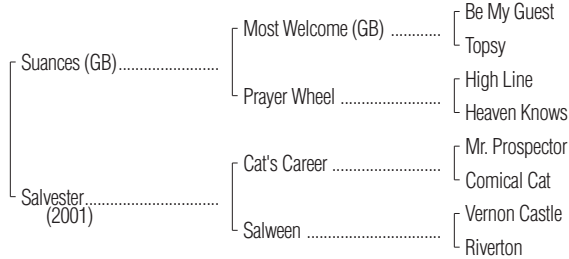 Be My Guest
Most Welcome (GB) ............
Topsy
Suances (GB).......................
High Line
Prayer Wheel .......................
Heaven Knows
Mr. Prospector
Cat's Career .........................
Comical Cat
Salvester..............................
(2001)
Vernon Castle
Salween ...............................
Riverton